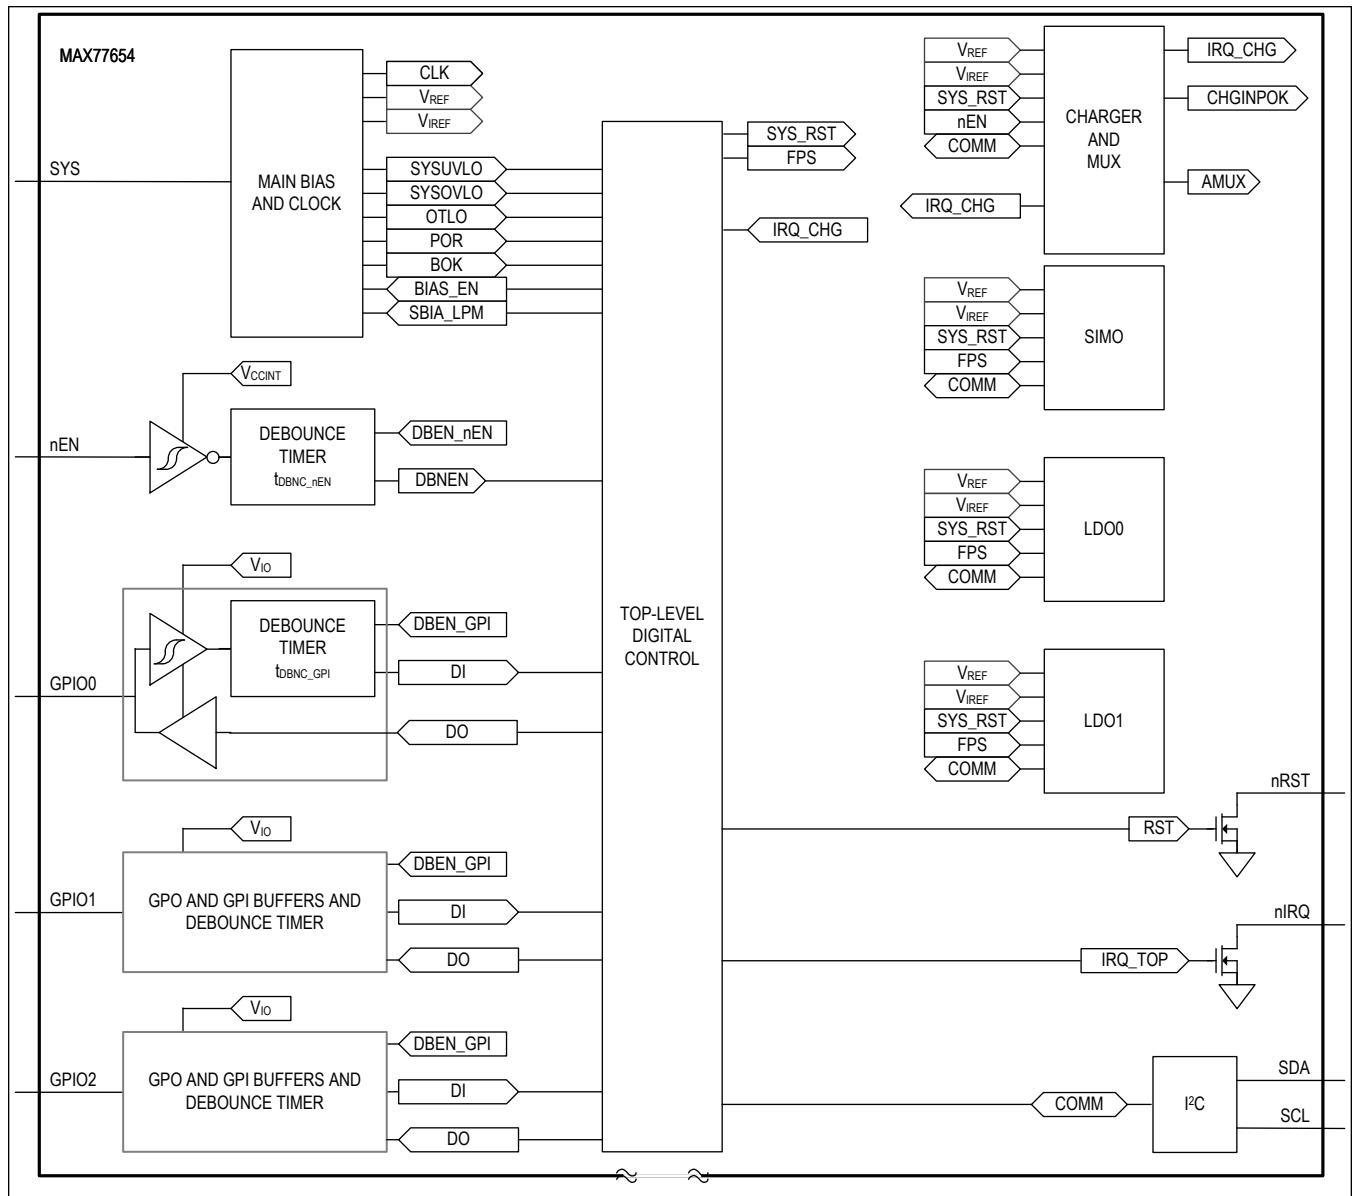 MAX77654
SYS
MAIN BIAS
AND CLOCK
CLK
VREF
VIREF
SYSUVLO
SYSOVLO
OTLO
POR
BOK
BIAS_EN
SBIA_LPM
nEN
VCCINT
DEBOUNCE
TIMER
tDBNC_nEN
DBEN_nEN
DBNEN
GPIO0
VIO
DEBOUNCE
TIMER
tDBNC_GPI
DBEN_GPI
DI
DO
GPIO1
VIO
GPO AND GPI BUFFERS AND
DEBOUNCE TIMER
DBEN_GPI
DI
DO
GPIO2
VIO
GPO AND GPI BUFFERS AND
DEBOUNCE TIMER
DBEN_GPI
DI
DO
TOP-LEVEL
DIGITAL
CONTROL
SYS_RST
FPS
IRQ_CHG
VREF
VIREF
SYS_RST
nEN
COMM
IRQ_CHG
CHARGER
AND
MUX
IRQ_CHG
CHGINPOK
AMUX
VREF
VIREF
SYS_RST
FPS
COMM
SIMO
VREF
VIREF
SYS_RST
FPS
COMM
LDO0
VREF
VIREF
SYS_RST
FPS
COMM
LDO1
RST
nRST
IRQ_TOP
nIRQ
COMM
I²C
SDA
SCL